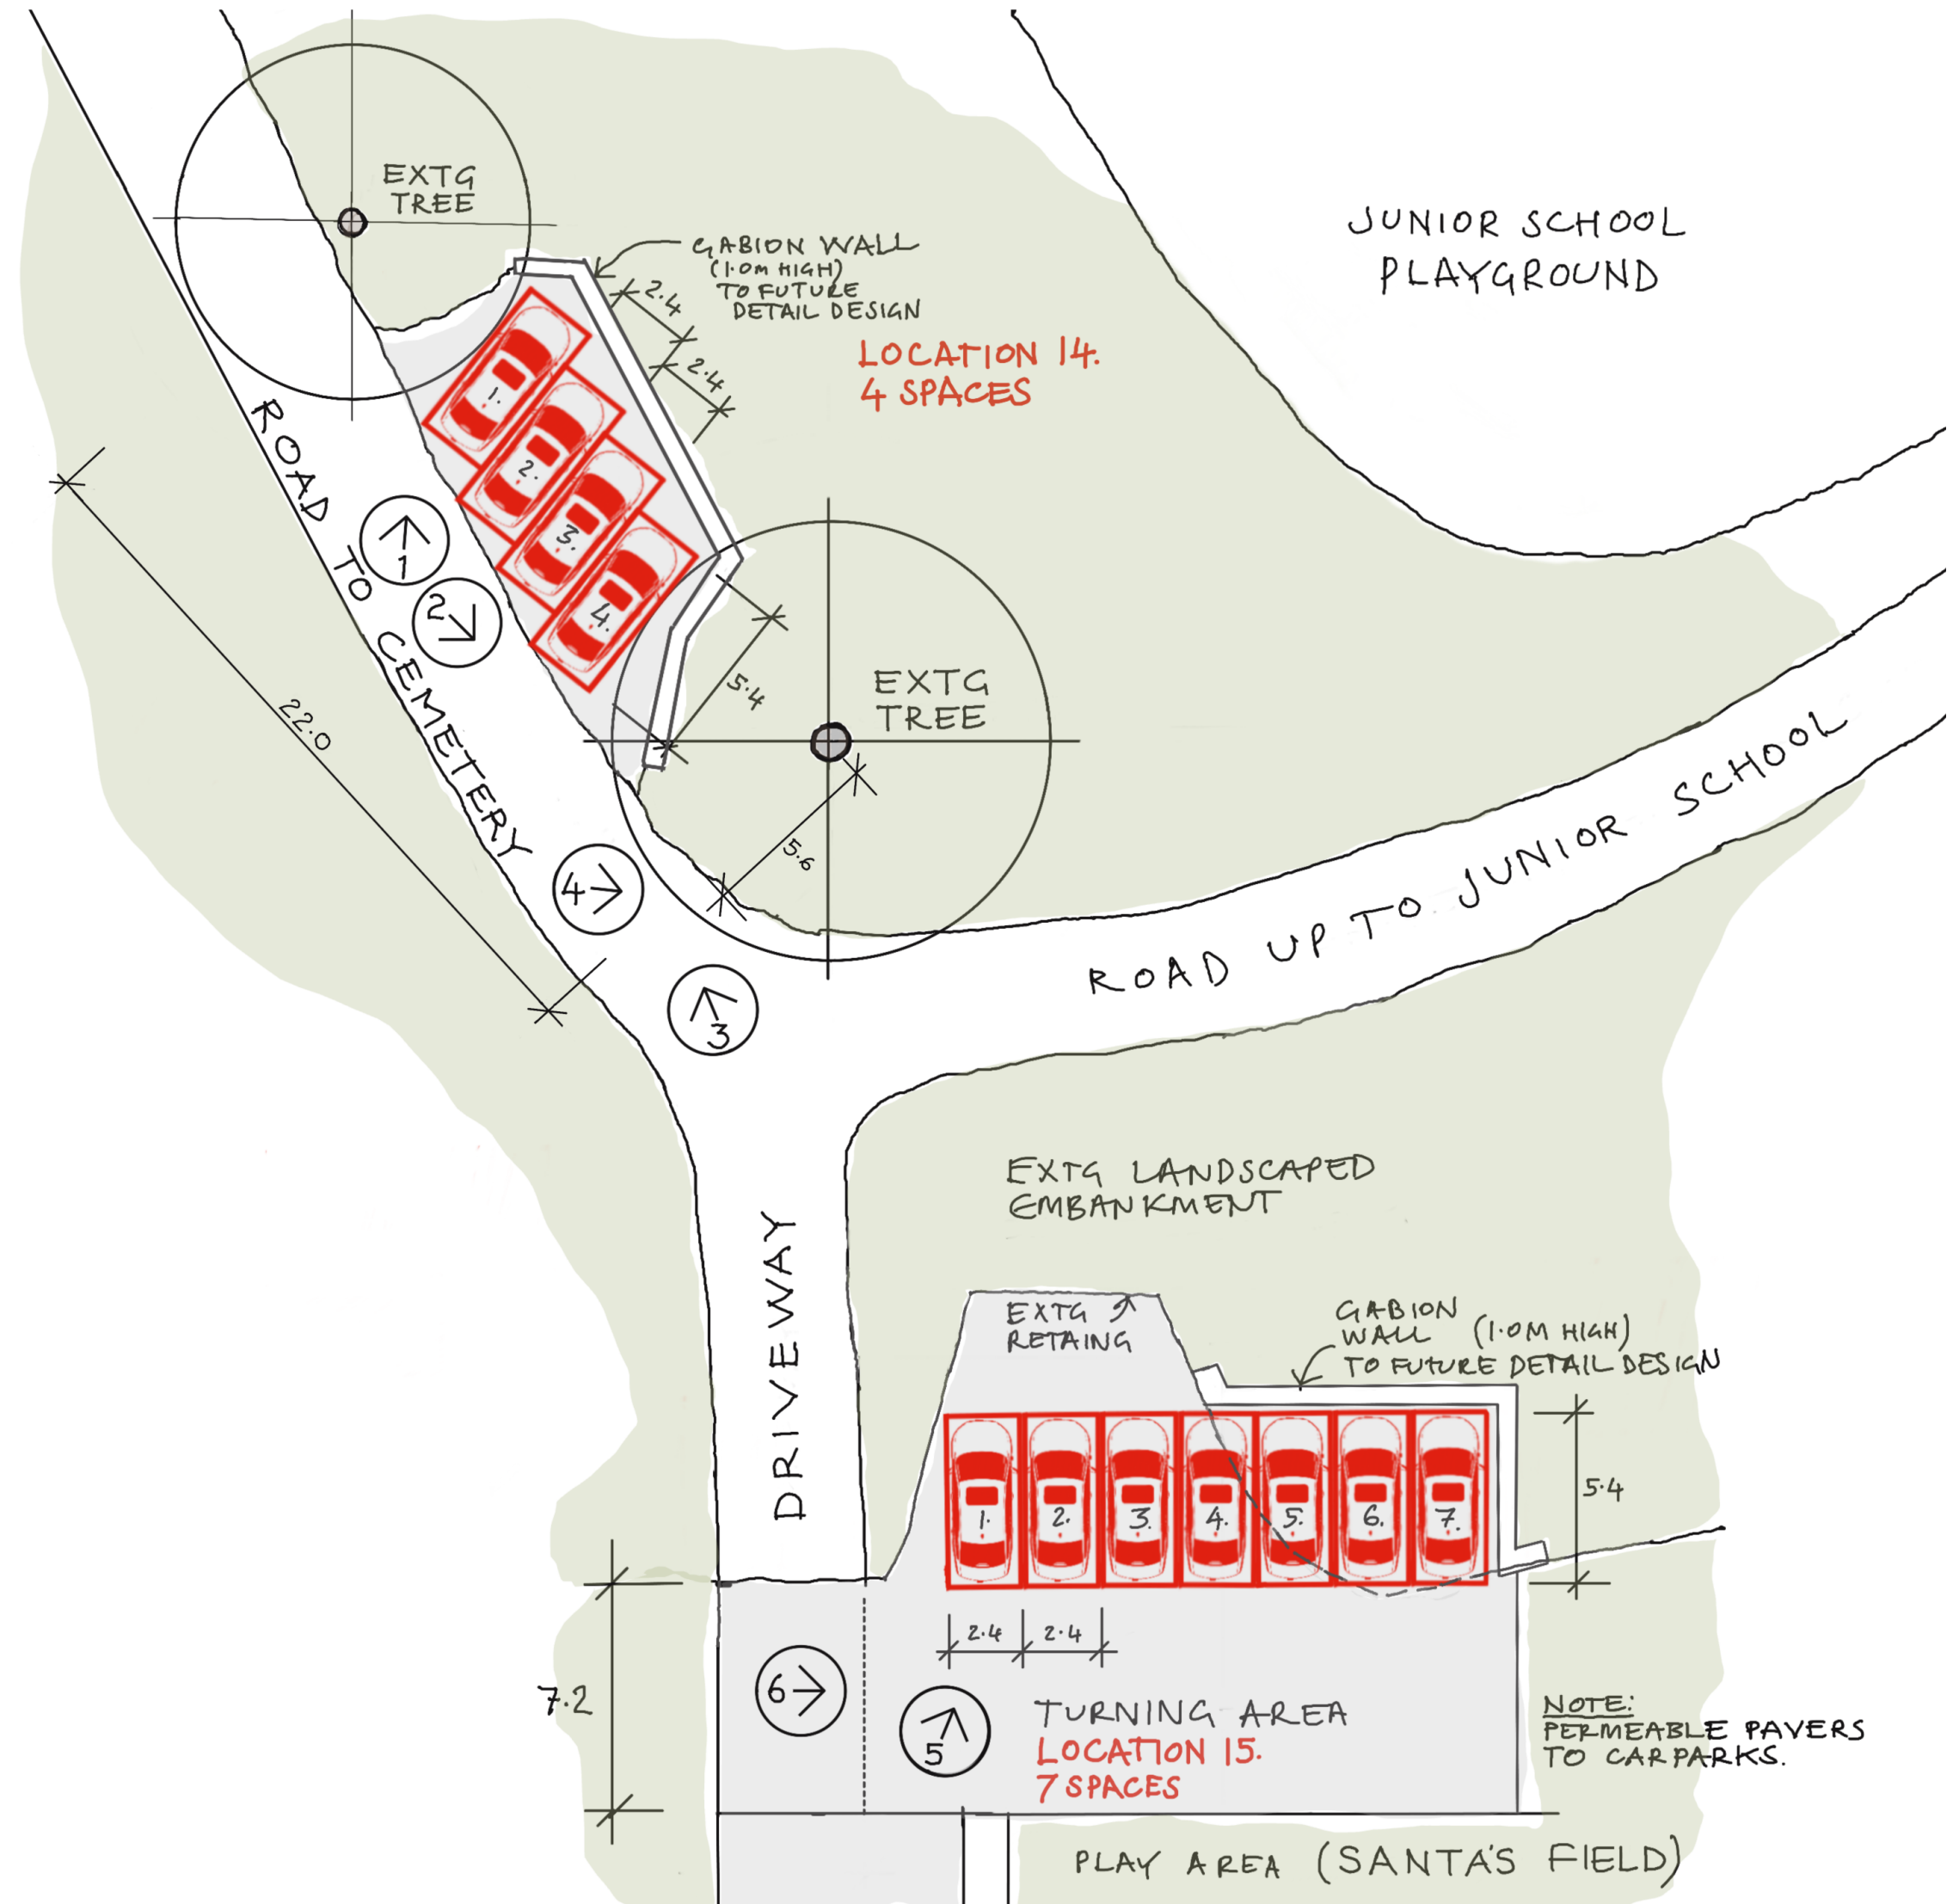 EXTG
TREE
GABION WALL
(1.0M HIGH)
TO FUTURE
DETAIL DESIGN
2.4
2.4
LOCATION 14.
4 SPACES
JUNIOR SCHOOL
PLAYGROUND
1.
2.
3.
4.
ROAD TO CEMETERY
1
2
22.0
5.4
EXTG
TREE
5.6
4
3
ROAD UP TO JUNIOR SCHOOL
EXTG LANDSCAPED
EMBANKMENT
DRIVEWAY
EXTG
RETAING
GABION
WALL (1.0M HIGH)
TO FUTURE DETAIL DESIGN
1.
2.
3.
4.
5.
6.
7.
5.4
2.4
2.4
7.2
6
5
TURNING AREA
LOCATION 15.
7 SPACES
NOTE:
PERMEABLE PAVERS
TO CARPARKS.
PLAY AREA (SANTA'S FIELD)